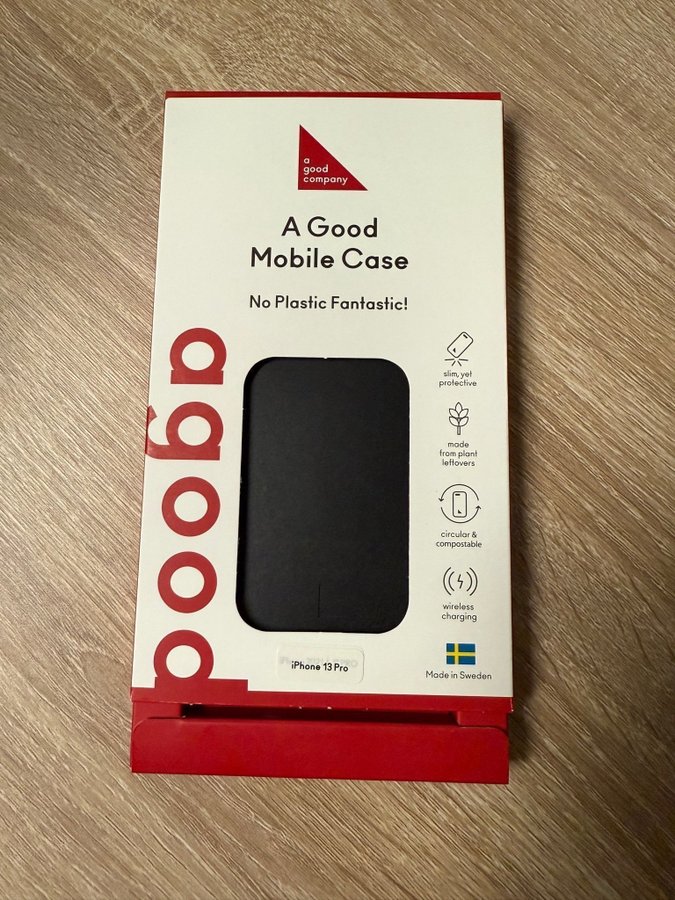 a
good
company
A Good
Mobile Case
No Plastic Fantastic!
agood
slim, yet
protective
made
from plant
leftovers
circular &
compostable
wireless
charging
Made in Sweden
iPhone 13 Pro